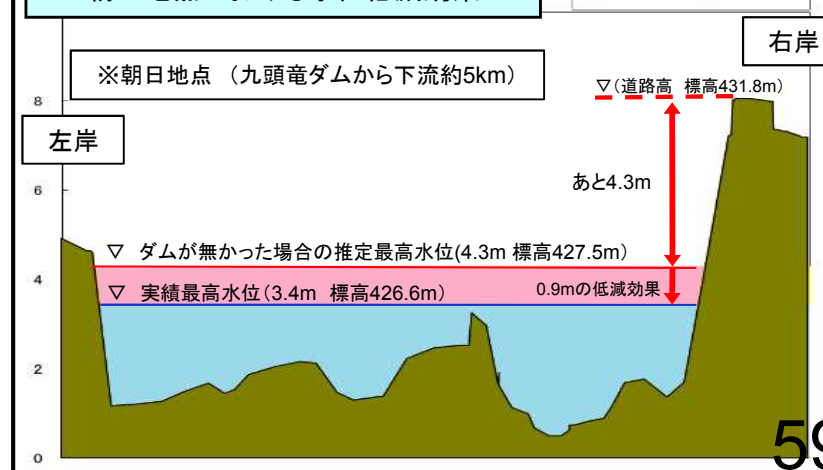 ※朝日地点 （九頭竜ダムから下流約5km）
右岸
▽(道路高 標高431.8m)
左岸
あと4.3m
▽ ダムが無かった場合の推定最高水位(4.3m 標高427.5m)
▽ 実績最高水位(3.4m 標高426.6m)
0.9mの低減効果
8
6
4
2
0
59